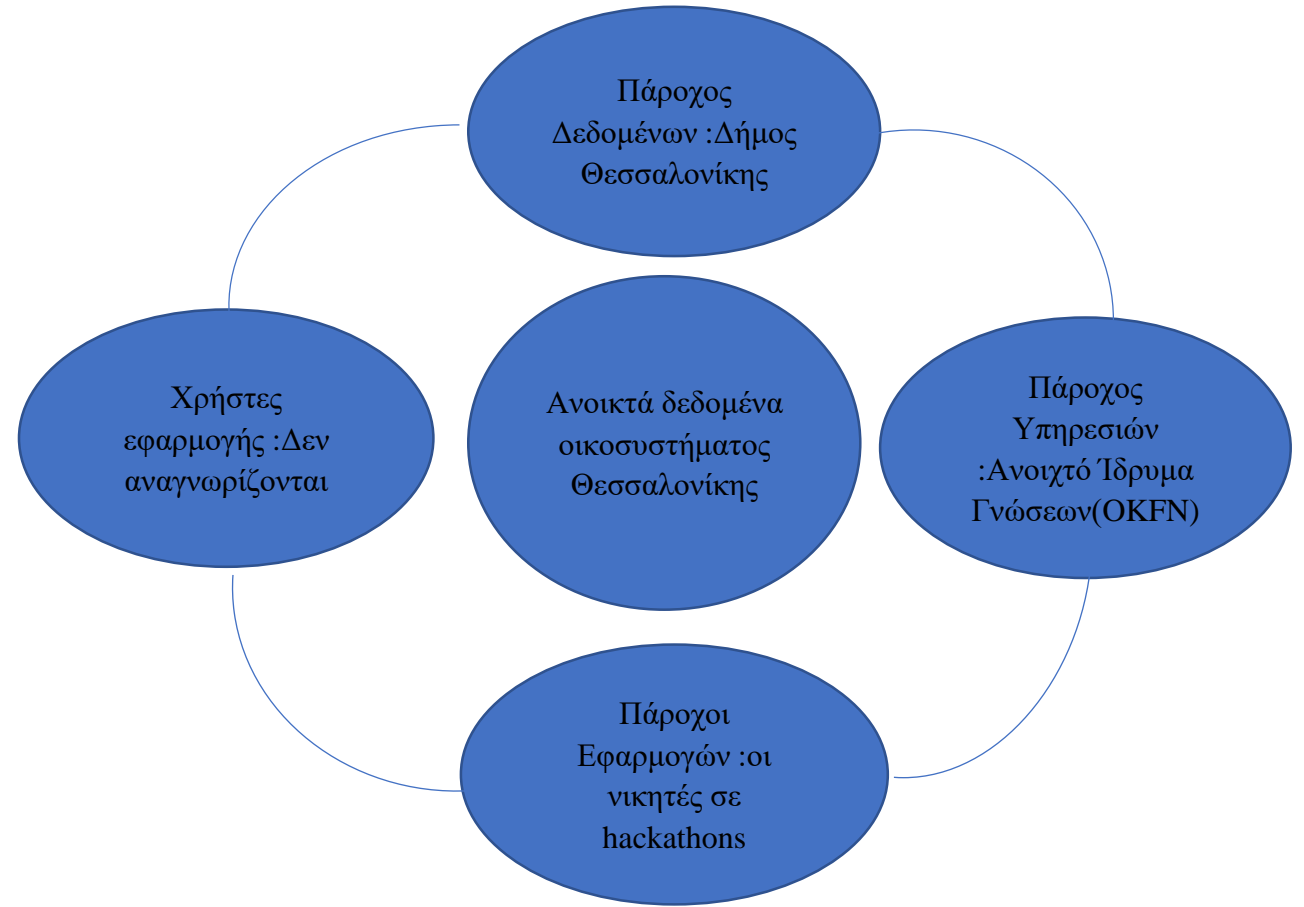 Πάροχος
Δεδομένων :Δήμος
Θεσσαλονίκης
Χρήστες
εφαρμογής :Δεν
αναγνωρίζονται
Ανοικτά δεδομένα
οικοσυστήματος
Θεσσαλονίκης
Πάροχος
Υπηρεσιών
:Ανοιχτό Ίδρυμα
Γνώσεων(OKFN)
Πάροχοι
Εφαρμογών :οι
νικητές σε
hackathons